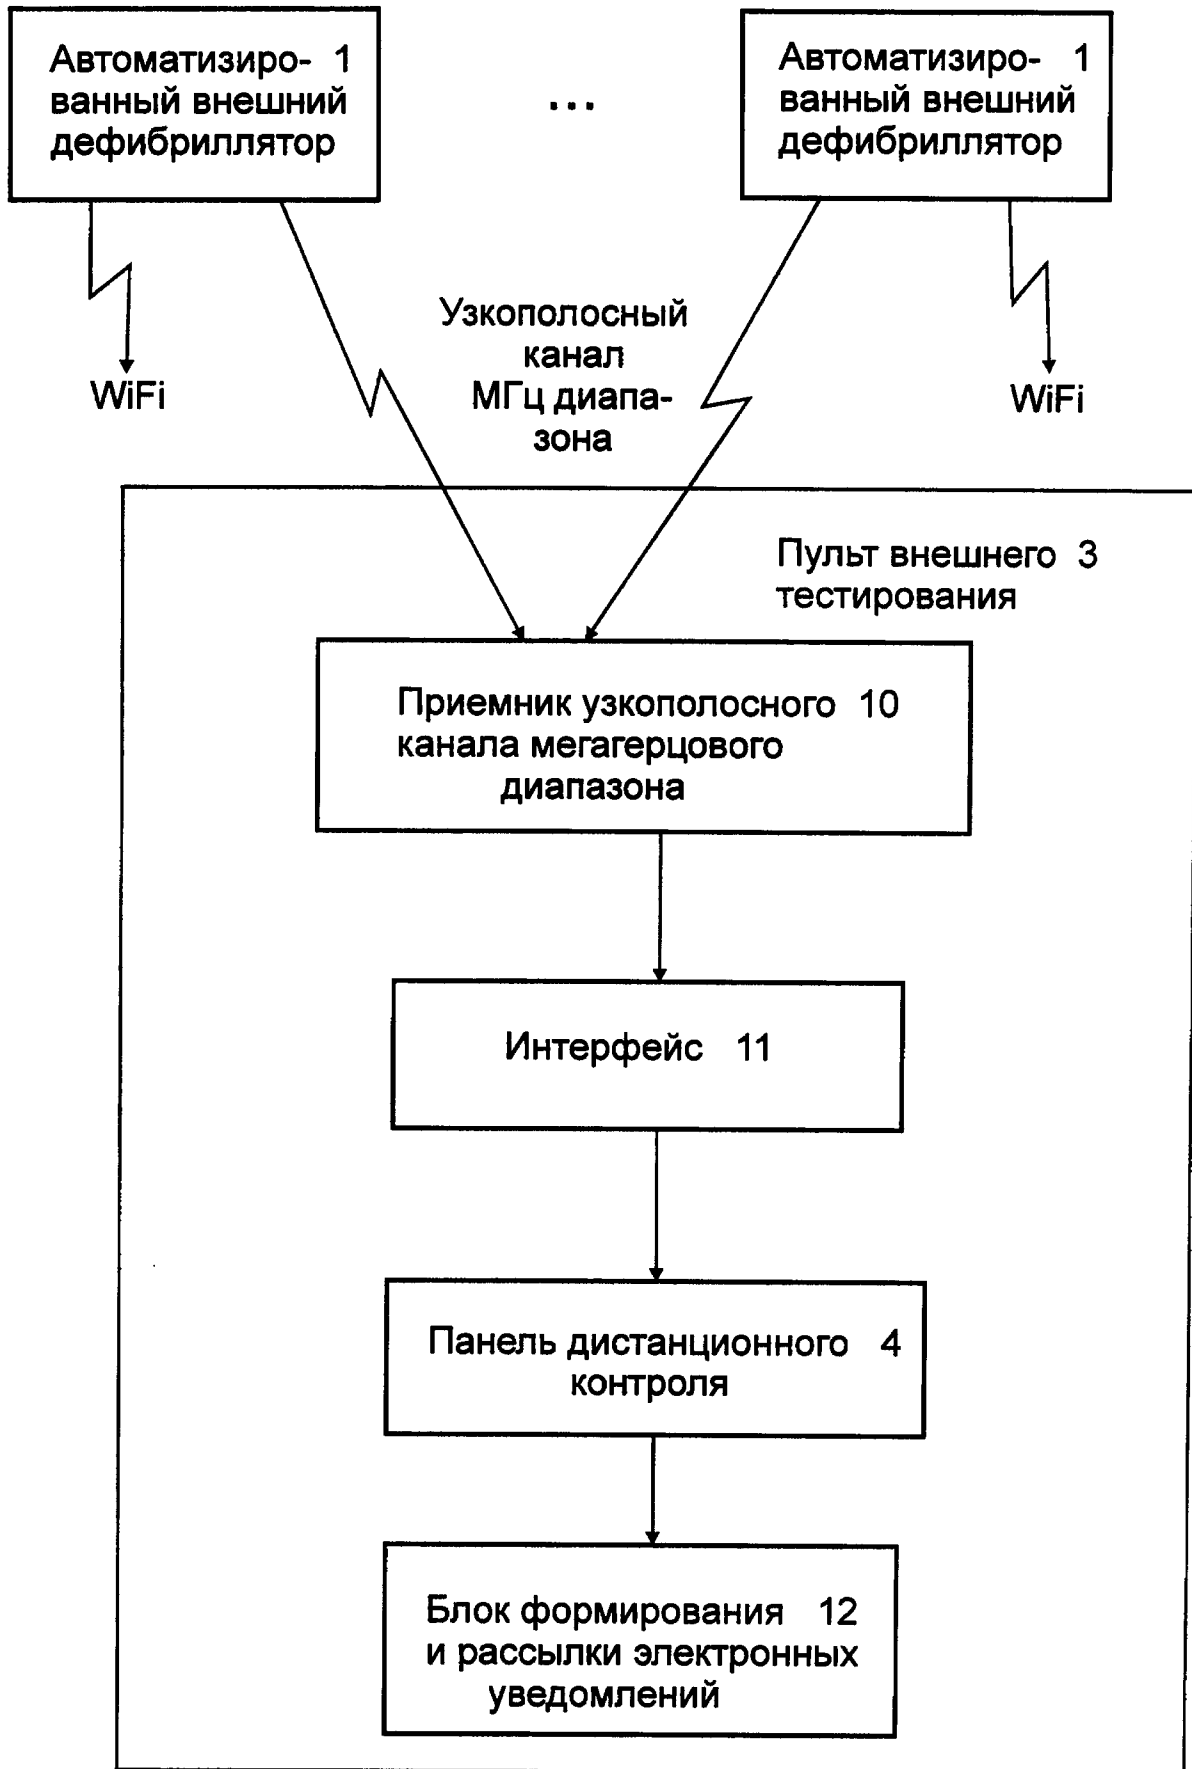 Автоматизиро- 1
ванный внешний
дефибриллятор
...
Автоматизиро- 1
ванный внешний
дефибриллятор
Узкополосный
канал
МГц диапа-
зона
WiFi
WiFi
Пульт внешнего 3
тестирования
Приемник узкополосного 10
канала мегагерцового
диапазона
Интерфейс 11
Панель дистанционного 4
контроля
Блок формирования 12
и рассылки электронных
уведомлений